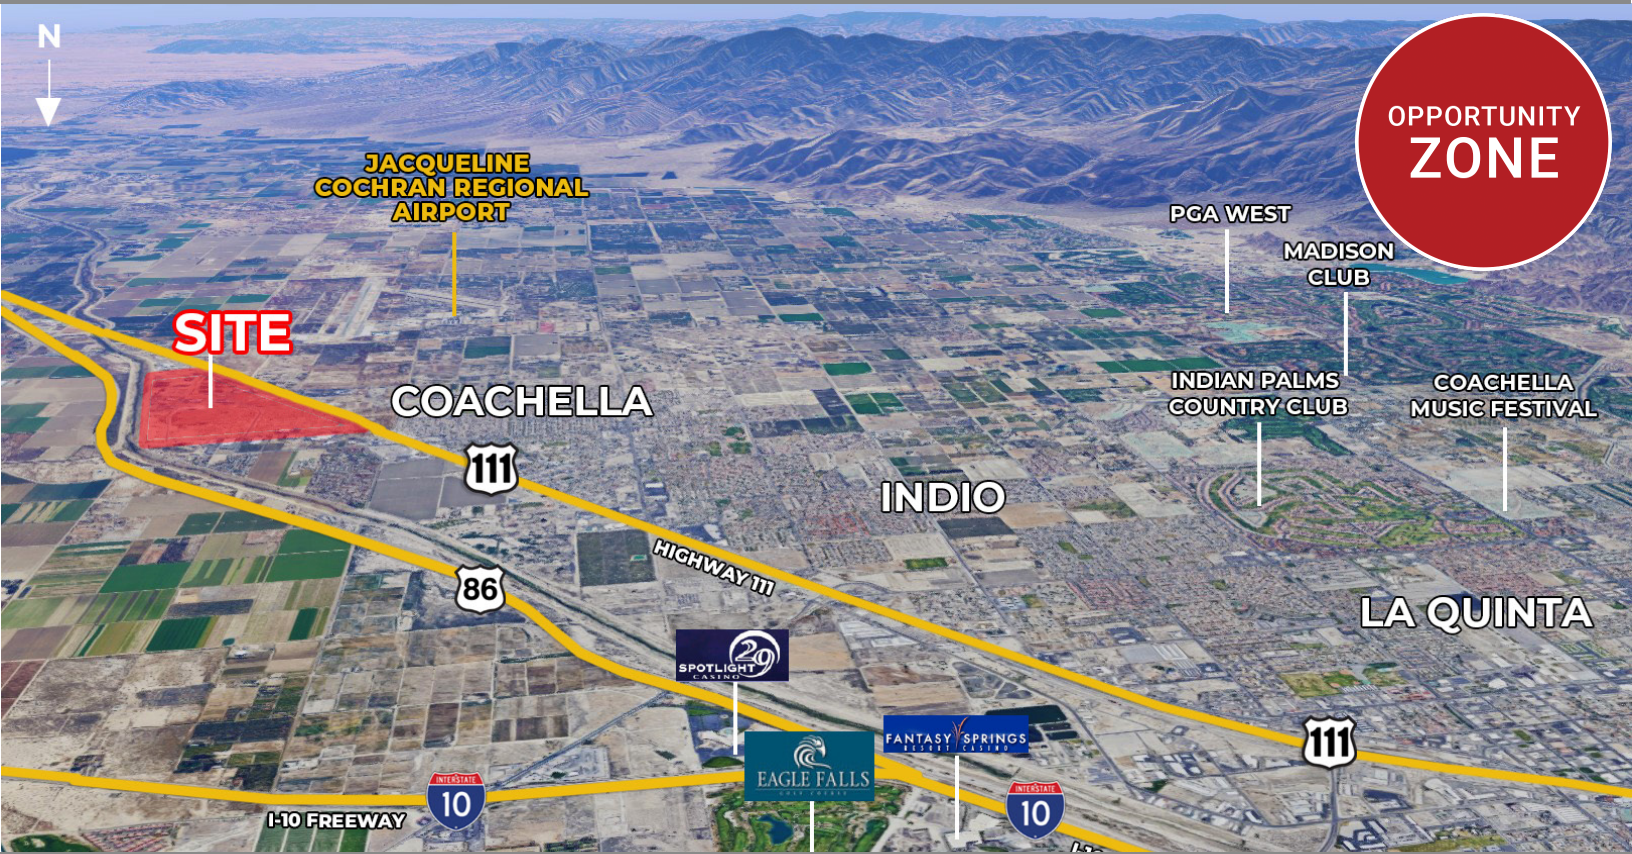 N
OPPORTUNITY
ZONE
JACQUELINE
COCHRAN REGIONAL
AIRPORT
PGA WEST
MADISON
CLUB
SITE
COACHELLA
INDIAN PALMS
COUNTRY CLUB
COACHELLA
MUSIC FESTIVAL
111
INDIO
HIGHWAY 111
86
LA QUINTA
SPOTLIGHT 29
CASINO
FANTASY SPRINGS
RESORT CASINO
111
EAGLE FALLS
GOLF COURSE
INTERSTATE
10
INTERSTATE
10
I-10 FREEWAY